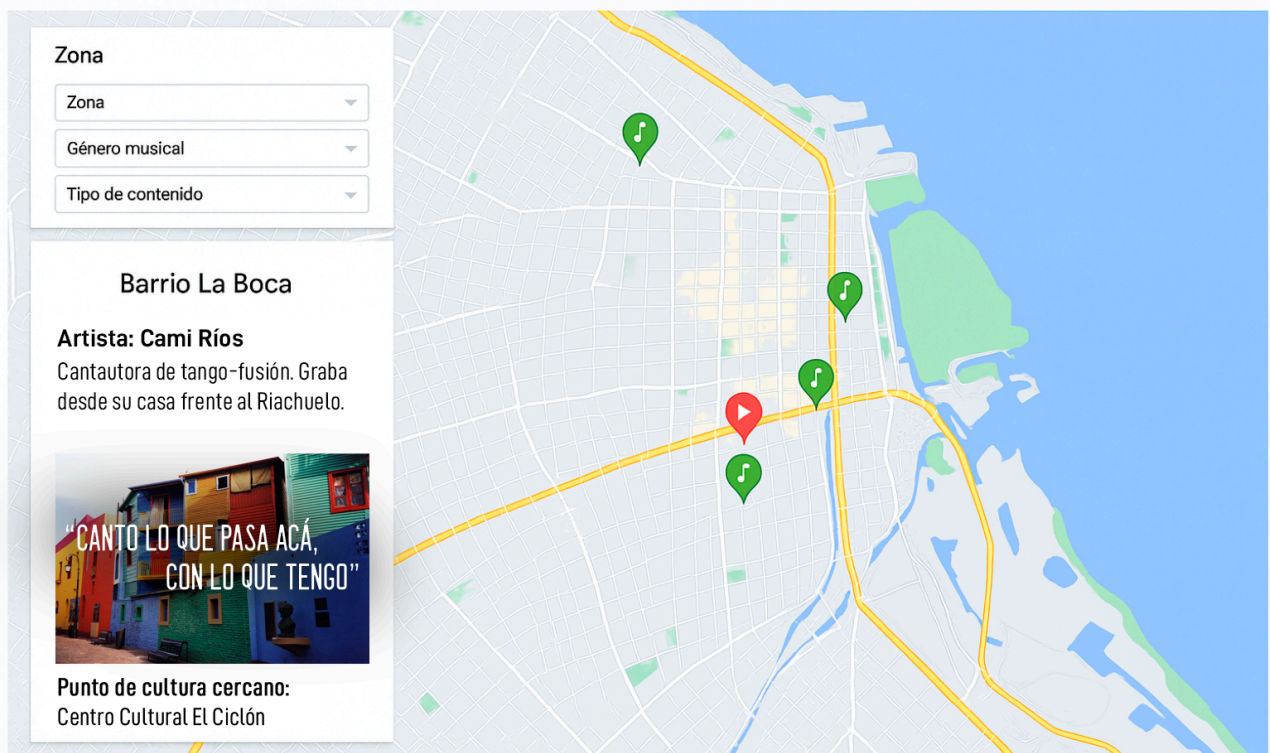 Zona
Zona
Género musical
Tipo de contenido
Barrio La Boca
Artista: Cami Ríos
Cantautora de tango-fusión. Graba
desde su casa frente al Riachuelo.
“CANTO LO QUE PASA ACÁ,
CON LO QUE TENGO”
Punto de cultura cercano:
Centro Cultural El Ciclón